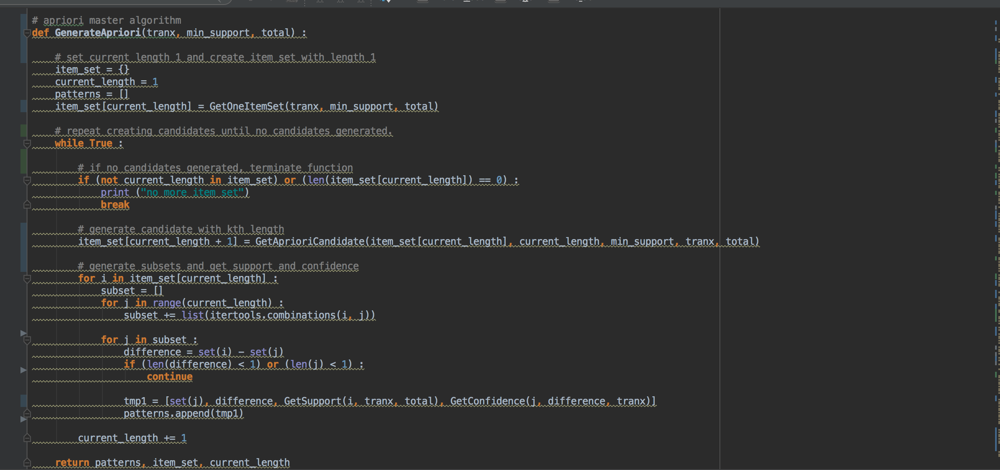 # apriori master algorithm
def GenerateApriori(tranx, min_support, total) :
# set current length 1 and create item set with length 1
item_set = {}
current_length = 1
patterns = []
item_set[current_length] = GetOneItemSet(tranx, min_support, total)
# repeat creating candidates until no candidates generated.
while True :
# if no candidates generated, terminate function
if (not current_length in item_set) or (len(item_set[current_length]) == 0) :
print ("no more item set")
break
# generate candidate with kth length
item_set[current_length + 1] = GetAprioriCandidate(item_set[current_length], current_length, min_support, tranx, total)
# generate subsets and get support and confidence
for i in item_set[current_length] :
subset = []
for j in range(current_length) :
subset += list(itertools.combinations(i, j))
for j in subset :
difference = set(i) - set(j)
if (len(difference) < 1) or (len(j) < 1) :
continue
tmp1 = [set(j), difference, GetSupport(i, tranx, total), GetConfidence(j, difference, tranx)]
patterns.append(tmp1)
current_length += 1
return patterns, item_set, current_length